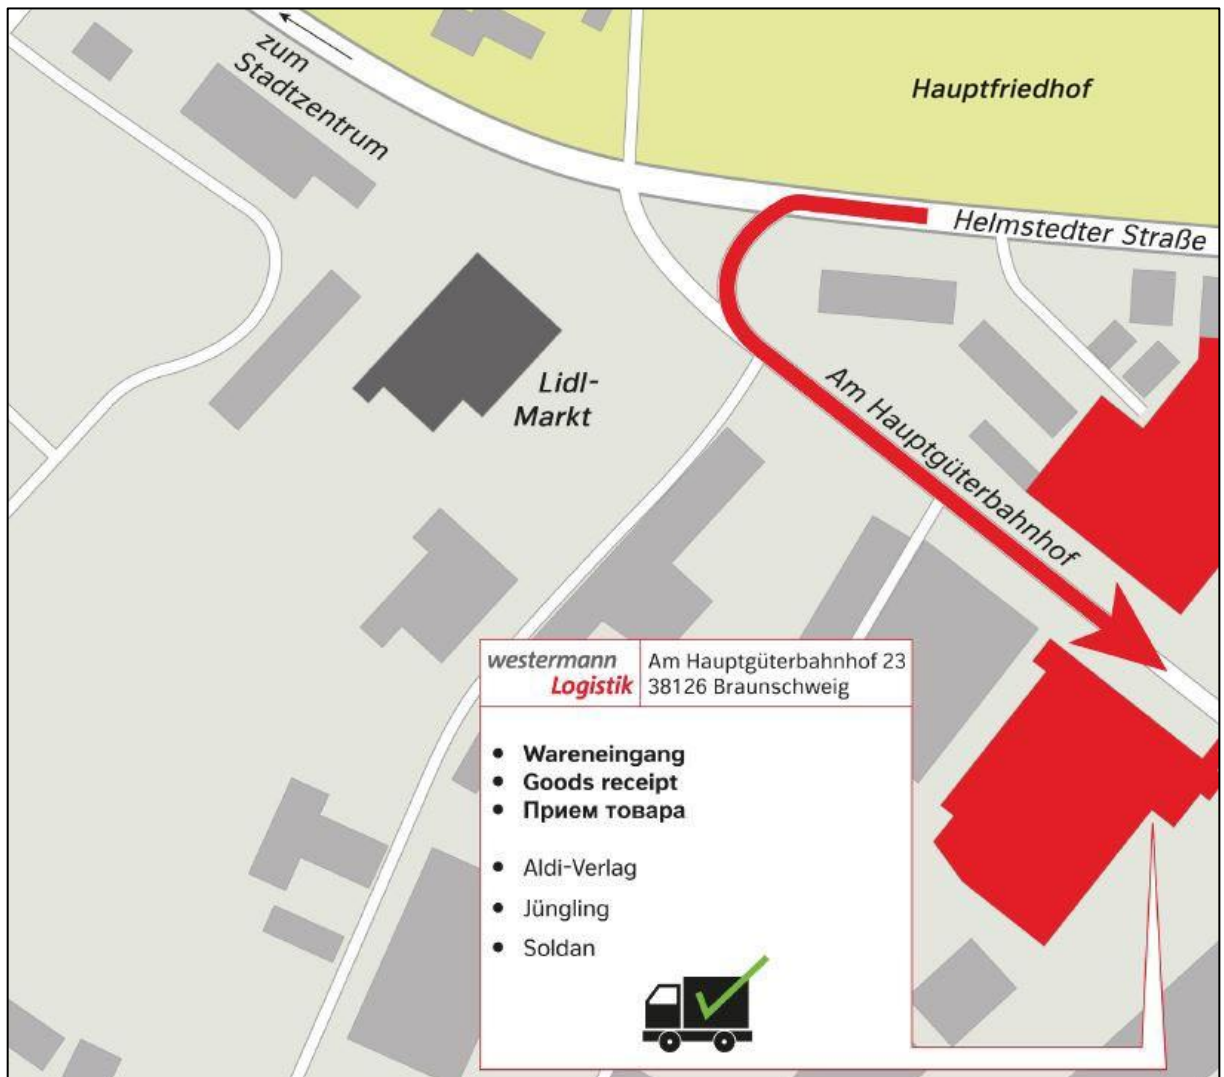 zum
Stadtzentrum
Hauptfriedhof
Helmstedter Straße
Lidl-
Markt
Am Hauptgüterbahnhof
westermann
Logistik
Am Hauptgüterbahnhof 23
38126 Braunschweig
• Wareneingang
• Goods receipt
• Прием товара
• Aldi-Verlag
• Jüngling
• Soldan